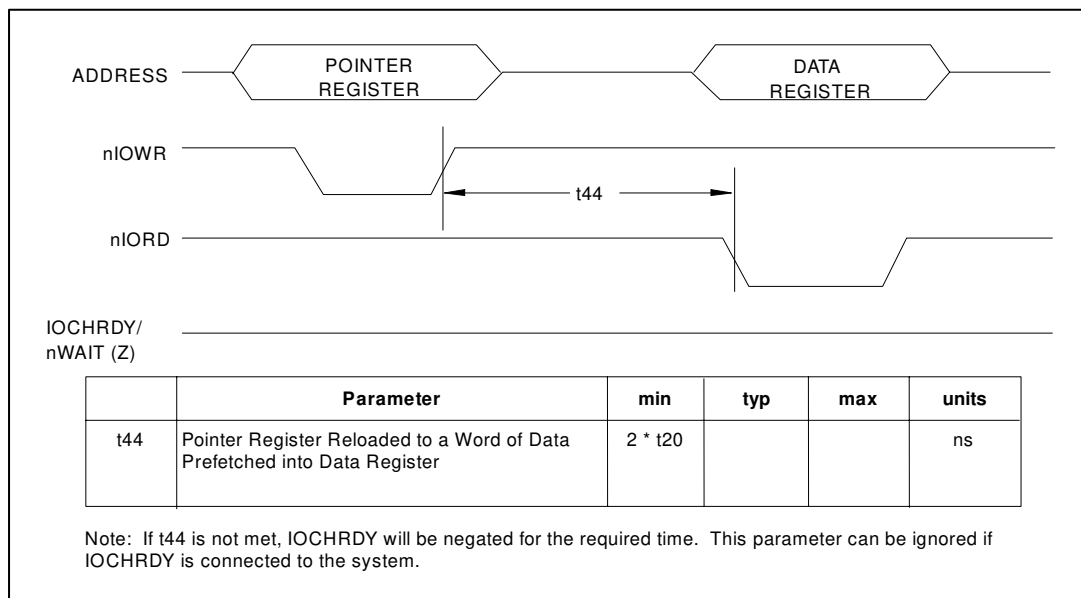 ADDRESS
POINTER
REGISTER
DATA
REGISTER
nIOWR
t44
nIORD
IOCHRDY/
nWAIT (Z)
Parameter min typ max units
t44 Pointer Register Reloaded to a Word of Data 2 * t20 ns
Prefetched into Data Register
Note: If t44 is not met, IOCHRDY will be negated for the required time. This parameter can be ignored if
IOCHRDY is connected to the system.